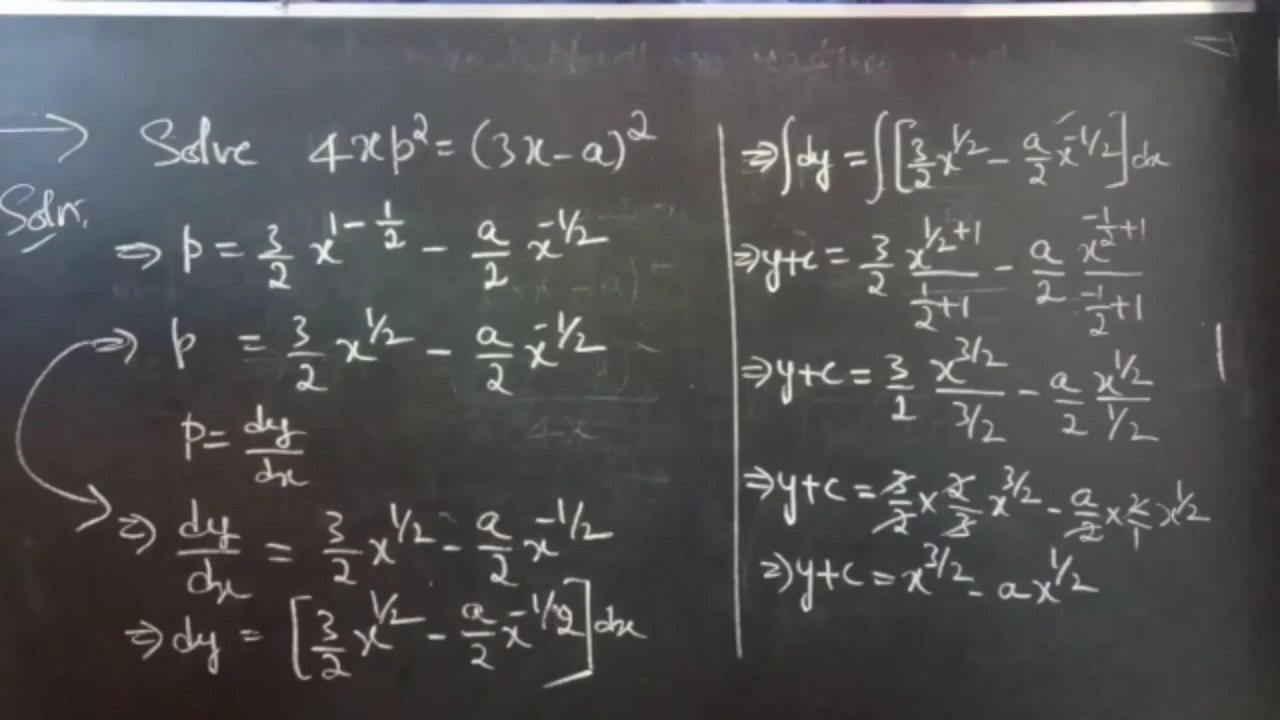 → Solve 4xp² = (3x - a)²
Soln.
⇒ p = 3/2 x^(1 - 1/2) - a/2 x^(-1/2)
⇒ p = 3/2 x^(1/2) - a/2 x^(-1/2)
p = dy/dx
⇒ dy/dx = 3/2 x^(1/2) - a/2 x^(-1/2)
⇒ dy = [3/2 x^(1/2) - a/2 x^(-1/2)] dx
⇒ ∫dy = ∫[3/2 x^(1/2) - a/2 x^(-1/2)] dx
⇒ y+c = 3/2 x^(1/2+1)/(1/2+1) - a/2 x^(-1/2+1)/(-1/2+1)
⇒ y+c = 3/2 x^(3/2)/(3/2) - a/2 x^(1/2)/(1/2)
⇒ y+c = 3/2 × 2/3 x^(3/2) - a/2 × 2/1 x^(1/2)
⇒ y+c = x^(3/2) - ax^(1/2)